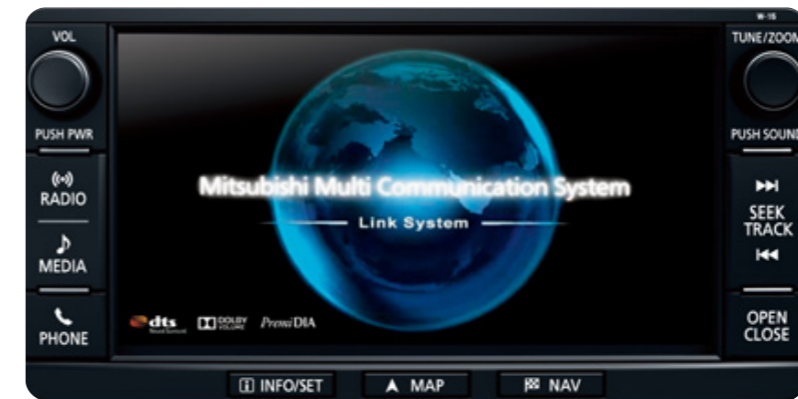 W-15
VOL
TUNE/ZOOM
PUSH PWR
PUSH SOUND
RADIO
SEEK
TRACK
MEDIA
PHONE
OPEN
CLOSE
Mitsubishi Multi Communication System
Link System
dts
DOLBY
VOLUME
PremiDIA
INFO/SET
MAP
NAV